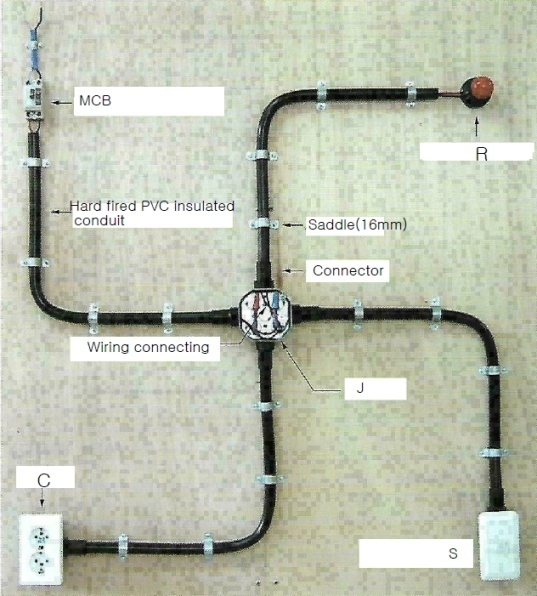 MCB
R
Hard fired PVC insulated
conduit
Saddle(16mm)
Connector
Wiring connecting
J
C
S